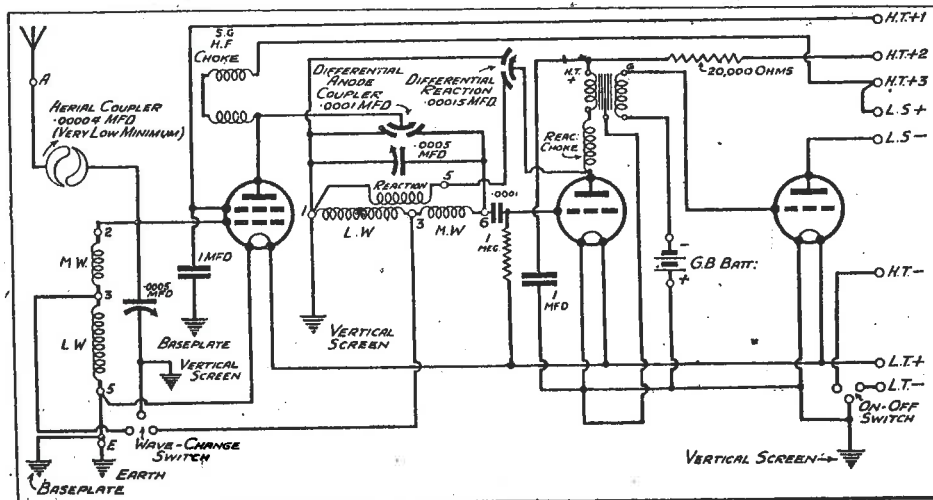 S.G
H.F
CHOKE
DIFFERENTIAL
ANODE
COUPLER
.0001 MFD
DIFFERENTIAL
REACTION
.00015 MFD
H.T.+1
H.T.+2
20,000 OHMS
H.T.+3
L.S+
L.S-
A
AERIAL COUPLER
.00004 MFD
(VERY LOW MINIMUM)
H.T.
+
G
REAC:
CHOKE
.0005
MFD
REACTION
5
.0001
1
L.W
3
M.W
6
1
MEG.
2
M.W.
3
L W
5
E
1 MFD
.0005
MFD
BASEPLATE
VERTICAL
SCREEN
VERTICAL
SCREEN
1
MFD
-
G.B BATT:
+
H.T-
L.T+
L.T-
ON-OFF
SWITCH
WAVE-CHANGE
SWITCH
EARTH
BASEPLATE
VERTICAL SCREEN